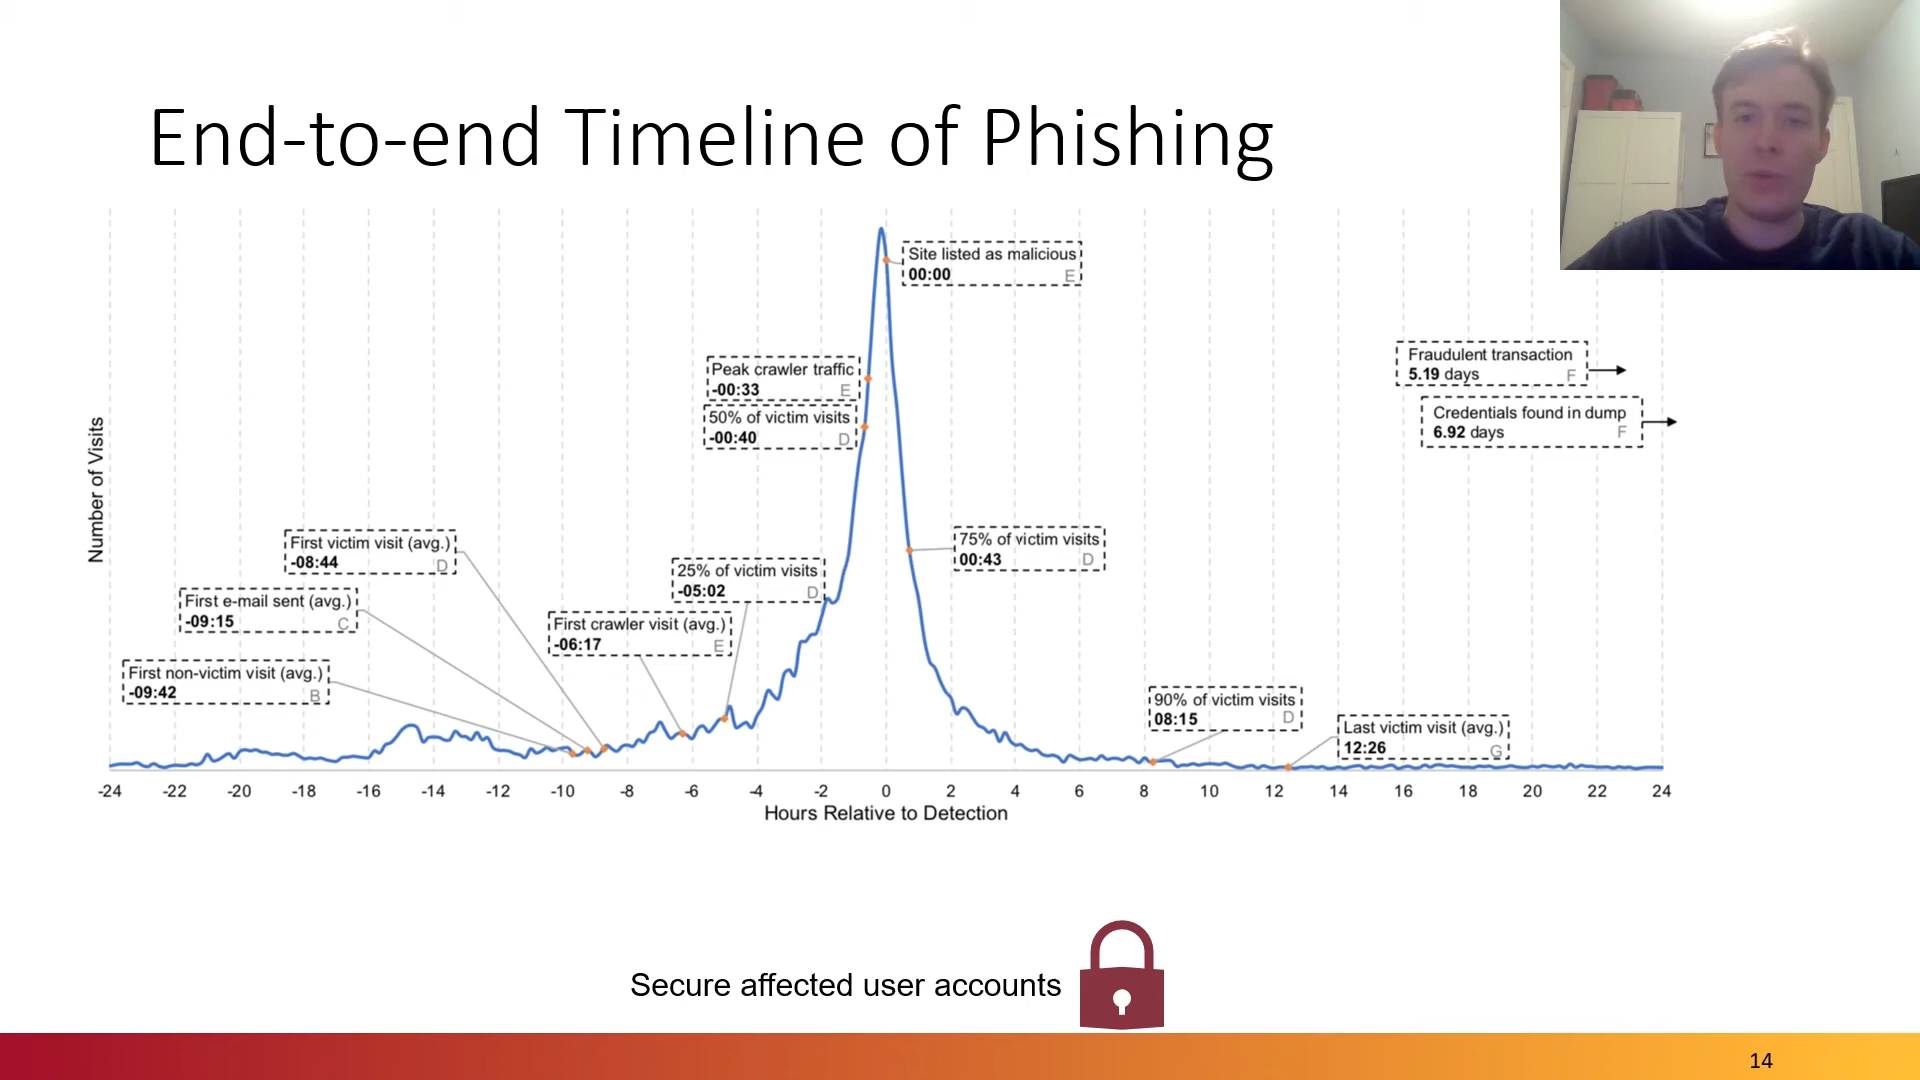 End-to-end Timeline of Phishing
Site listed as malicious
00:00 E
Peak crawler traffic
-00:33 E
50% of victim visits
-00:40 D
Fraudulent transaction
5.19 days F
Credentials found in dump
6.92 days F
Number of Visits
First victim visit (avg.)
-08:44 D
75% of victim visits
00:43 D
25% of victim visits
-05:02 D
First e-mail sent (avg.)
-09:15 C
First crawler visit (avg.)
-06:17 E
First non-victim visit (avg.)
-09:42 B
90% of victim visits
08:15 D
Last victim visit (avg.)
12:26 G
-24 -22 -20 -18 -16 -14 -12 -10 -8 -6 -4 -2 0 2 4 6 8 10 12 14 16 18 20 22 24
Hours Relative to Detection
Secure affected user accounts
14